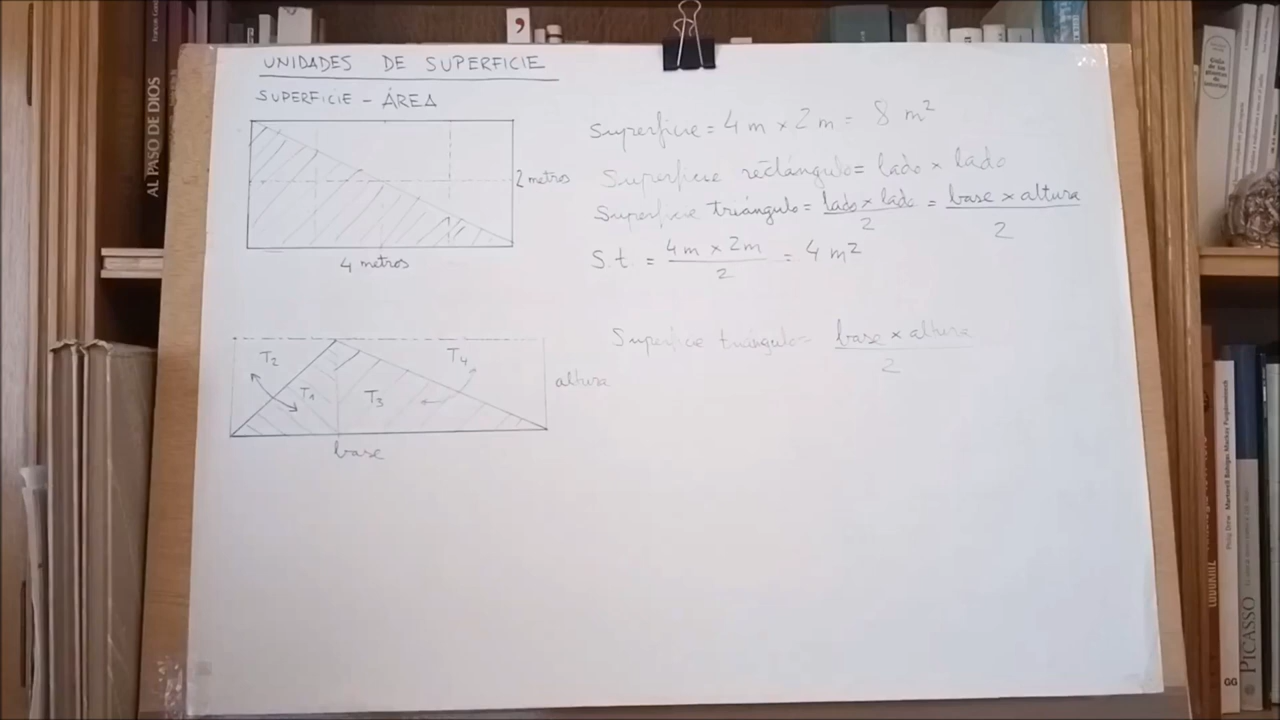 UNIDADES DE SUPERFICIE
SUPERFICIE - ÁREA
2 metros
4 metros
Superficie = 4 m × 2 m = 8 m²
Superficie rectángulo = lado × lado
Superficie triángulo = lado × lado / 2 = base × altura / 2
S.t. = 4m × 2m / 2 = 4 m²
T2
T1
T3
T4
altura
base
Superficie triángulo = base × altura / 2
AL PASO DE DIOS
PICASSO